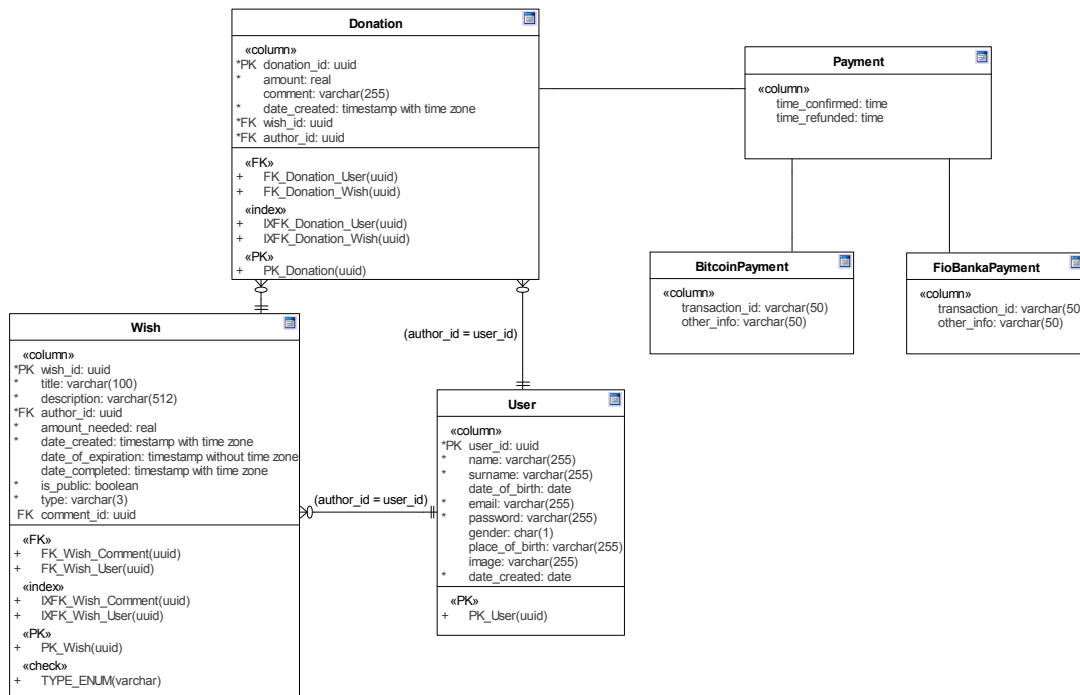 Donation
«column»
*PK donation_id: uuid
* amount: real
comment: varchar(255)
* date_created: timestamp with time zone
*FK wish_id: uuid
*FK author_id: uuid
«FK»
+ FK_Donation_User(uuid)
+ FK_Donation_Wish(uuid)
«index»
+ IXFK_Donation_User(uuid)
+ IXFK_Donation_Wish(uuid)
«PK»
+ PK_Donation(uuid)
Payment
«column»
time_confirmed: time
time_refunded: time
BitcoinPayment
«column»
transaction_id: varchar(50)
other_info: varchar(50)
FioBankaPayment
«column»
transaction_id: varchar(50
other_info: varchar(50)
Wish
«column»
*PK wish_id: uuid
* title: varchar(100)
* description: varchar(512)
*FK author_id: uuid
* amount_needed: real
* date_created: timestamp with time zone
date_of_expiration: timestamp without time zone
date_completed: timestamp with time zone
* is_public: boolean
* type: varchar(3)
FK comment_id: uuid
«FK»
+ FK_Wish_Comment(uuid)
+ FK_Wish_User(uuid)
«index»
+ IXFK_Wish_Comment(uuid)
+ IXFK_Wish_User(uuid)
«PK»
+ PK_Wish(uuid)
«check»
+ TYPE_ENUM(varchar)
(author_id = user_id)
(author_id = user_id)
User
«column»
*PK user_id: uuid
* name: varchar(255)
* surname: varchar(255)
date_of_birth: date
* email: varchar(255)
* password: varchar(255)
gender: char(1)
place_of_birth: varchar(255)
image: varchar(255)
* date_created: date
«PK»
+ PK_User(uuid)